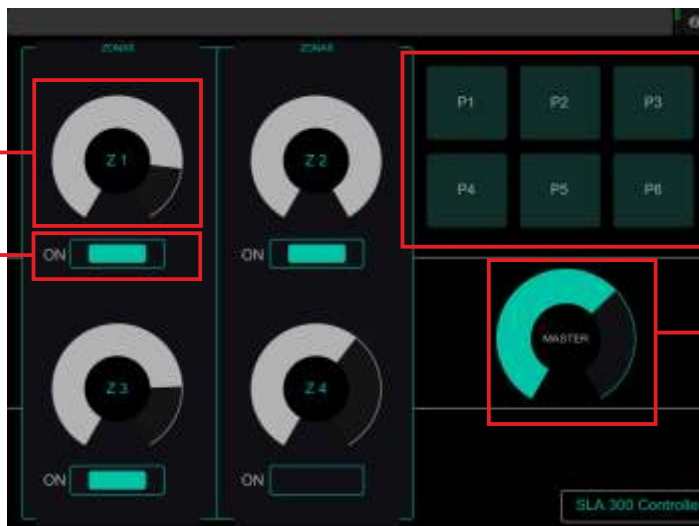 ZONAS
ZONAS
Z 1
Z 2
P1
P2
P3
P4
P5
P6
ON
ON
MASTER
Z 3
Z 4
ON
ON
SLA 300 Controlle